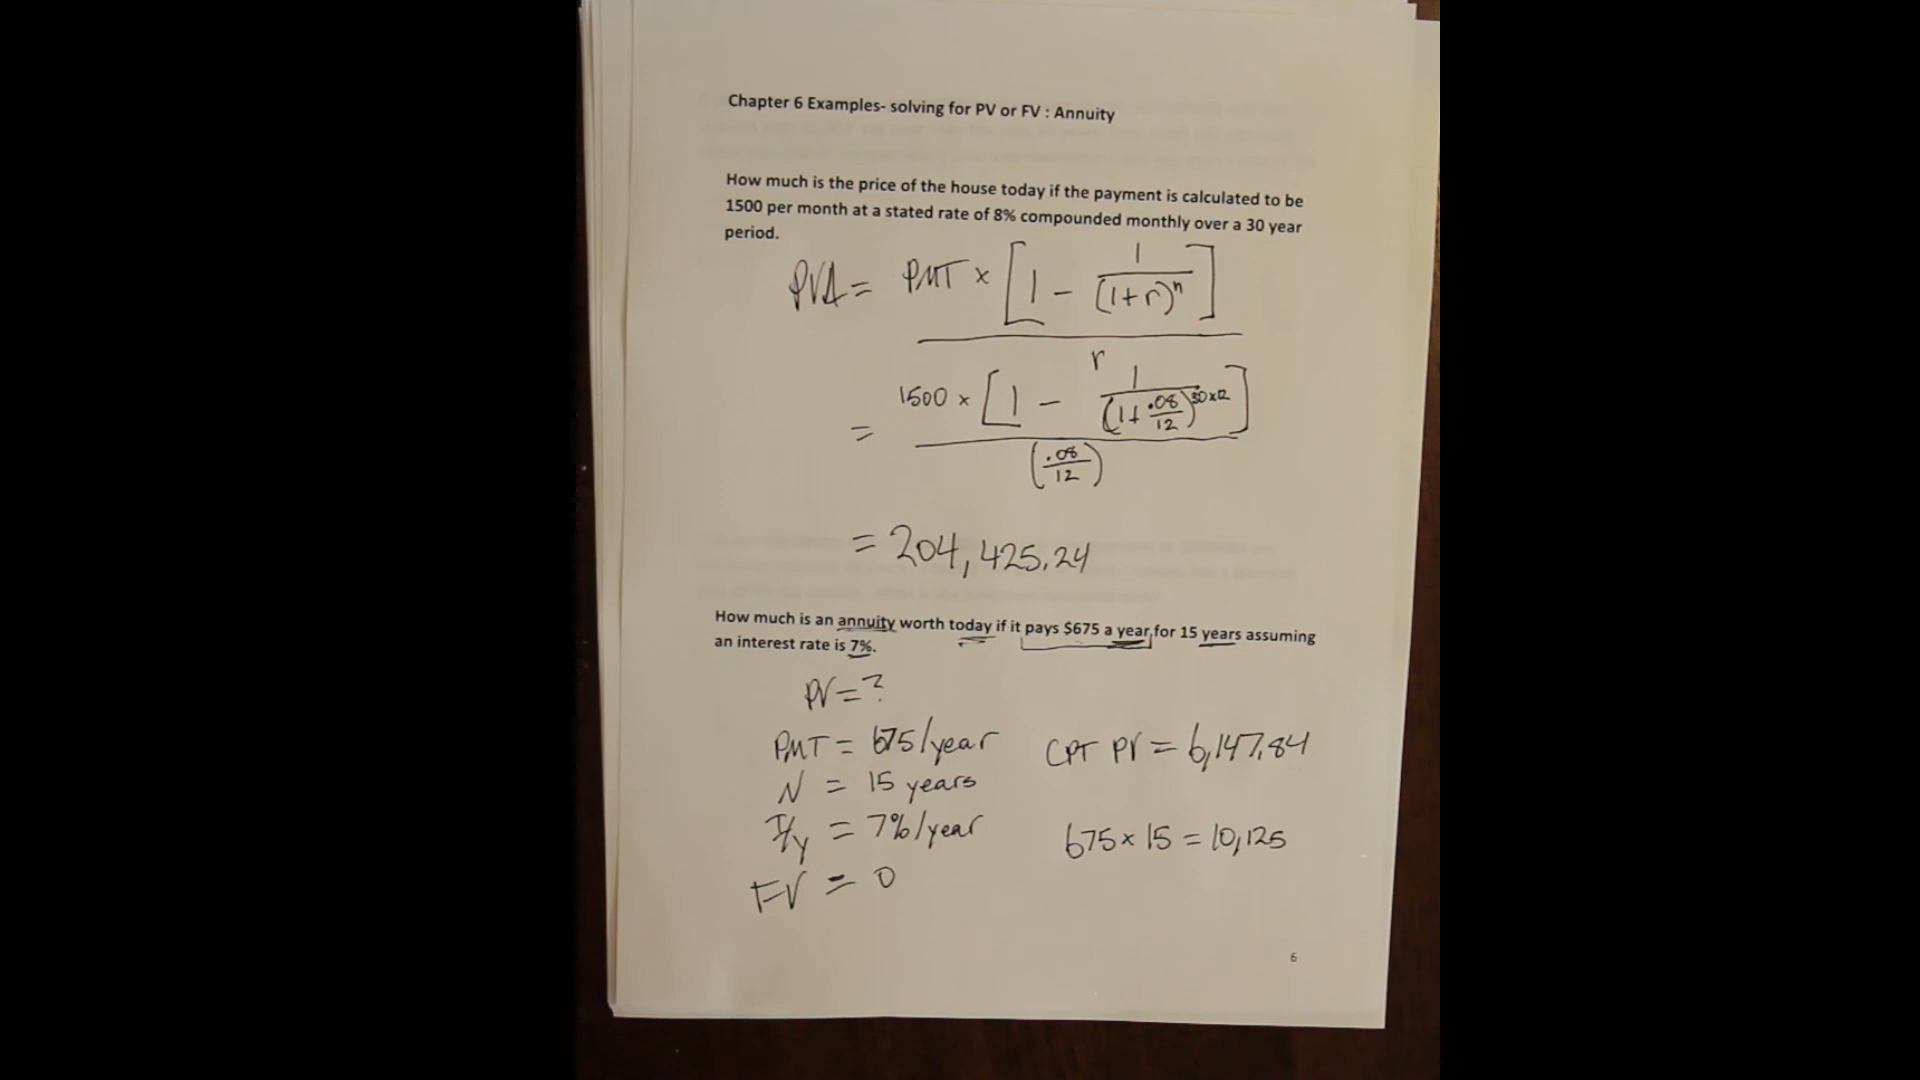 Chapter 6 Examples- solving for PV or FV : Annuity
How much is the price of the house today if the payment is calculated to be
1500 per month at a stated rate of 8% compounded monthly over a 30 year
period.
PVA = PMT × [1 - 1/(1+r)^n]
r
= 1500 × [1 - 1/(1+.08/12)^30x12]
(.08/12)
= 204,425.24
How much is an annuity worth today if it pays $675 a year for 15 years assuming
an interest rate is 7%.
PV = ?
PMT = 675/year
CPT PV = 6,147.84
N = 15 years
I/y = 7%/year
675 × 15 = 10,125
FV = 0
6